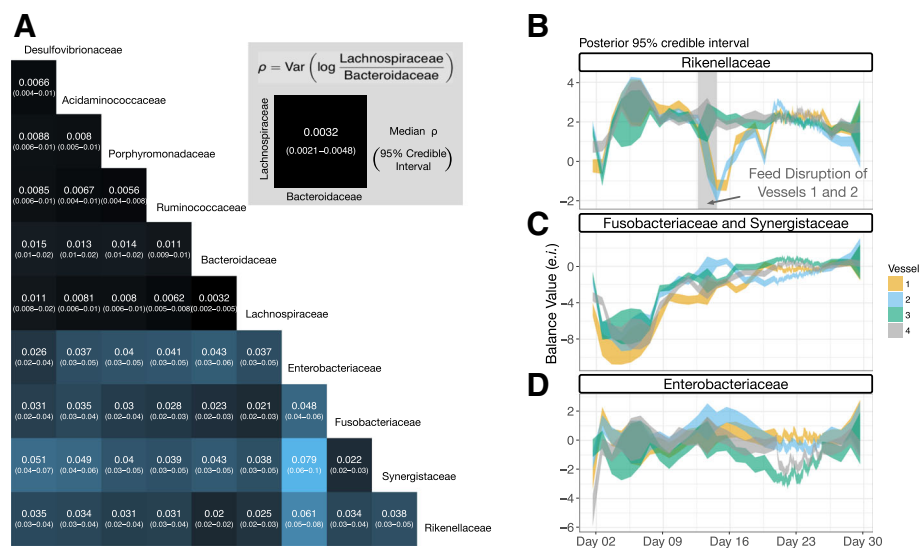 A
Desulfovibrionaceae
0.0066
(0.004–0.01)
Acidaminococcaceae
0.0088 0.008
(0.006–0.01) (0.005–0.01)
Porphyromonadaceae
0.0085 0.0067 0.0056
(0.006–0.01) (0.004–0.01) (0.004–0.008)
Ruminococcaceae
0.015 0.013 0.014 0.011
(0.01–0.02) (0.01–0.02) (0.01–0.02) (0.009–0.01)
Bacteroidaceae
0.011 0.0081 0.008 0.0062 0.0032
(0.008–0.02) (0.006–0.01) (0.006–0.01) (0.005–0.008) (0.002–0.005)
Lachnospiraceae
0.026 0.037 0.04 0.041 0.043 0.037
(0.02–0.04) (0.03–0.05) (0.03–0.05) (0.03–0.05) (0.03–0.06) (0.03–0.05)
Enterobacteriaceae
0.031 0.035 0.03 0.028 0.023 0.021 0.048
(0.02–0.04) (0.03–0.04) (0.02–0.04) (0.02–0.03) (0.02–0.03) (0.02–0.03) (0.04–0.06)
Fusobacteriaceae
0.051 0.049 0.04 0.039 0.043 0.038 0.079 0.022
(0.04–0.07) (0.04–0.06) (0.03–0.05) (0.03–0.05) (0.03–0.05) (0.03–0.05) (0.06–0.1) (0.02–0.03)
Synergistaceae
0.035 0.034 0.031 0.031 0.02 0.025 0.061 0.034 0.038
(0.03–0.04) (0.03–0.04) (0.03–0.04) (0.03–0.04) (0.02–0.02) (0.02–0.03) (0.05–0.08) (0.03–0.04) (0.03–0.05)
Rikenellaceae
ρ = Var ( log Lachnospiraceae
Bacteroidaceae )
Lachnospiraceae
0.0032
(0.0021–0.0048)
Bacteroidaceae
Median ρ
(95% Credible
Interval)
B
Posterior 95% credible interval
Rikenellaceae
4
2
0
−2
Feed Disruption of
Vessels 1 and 2
C
Fusobacteriaceae and Synergistaceae
0
−4
−8
Balance Value (e.i.)
D
Enterobacteriaceae
2
0
−2
−4
−6
Day 02 Day 09 Day 16 Day 23 Day 30
Vessel
1
2
3
4